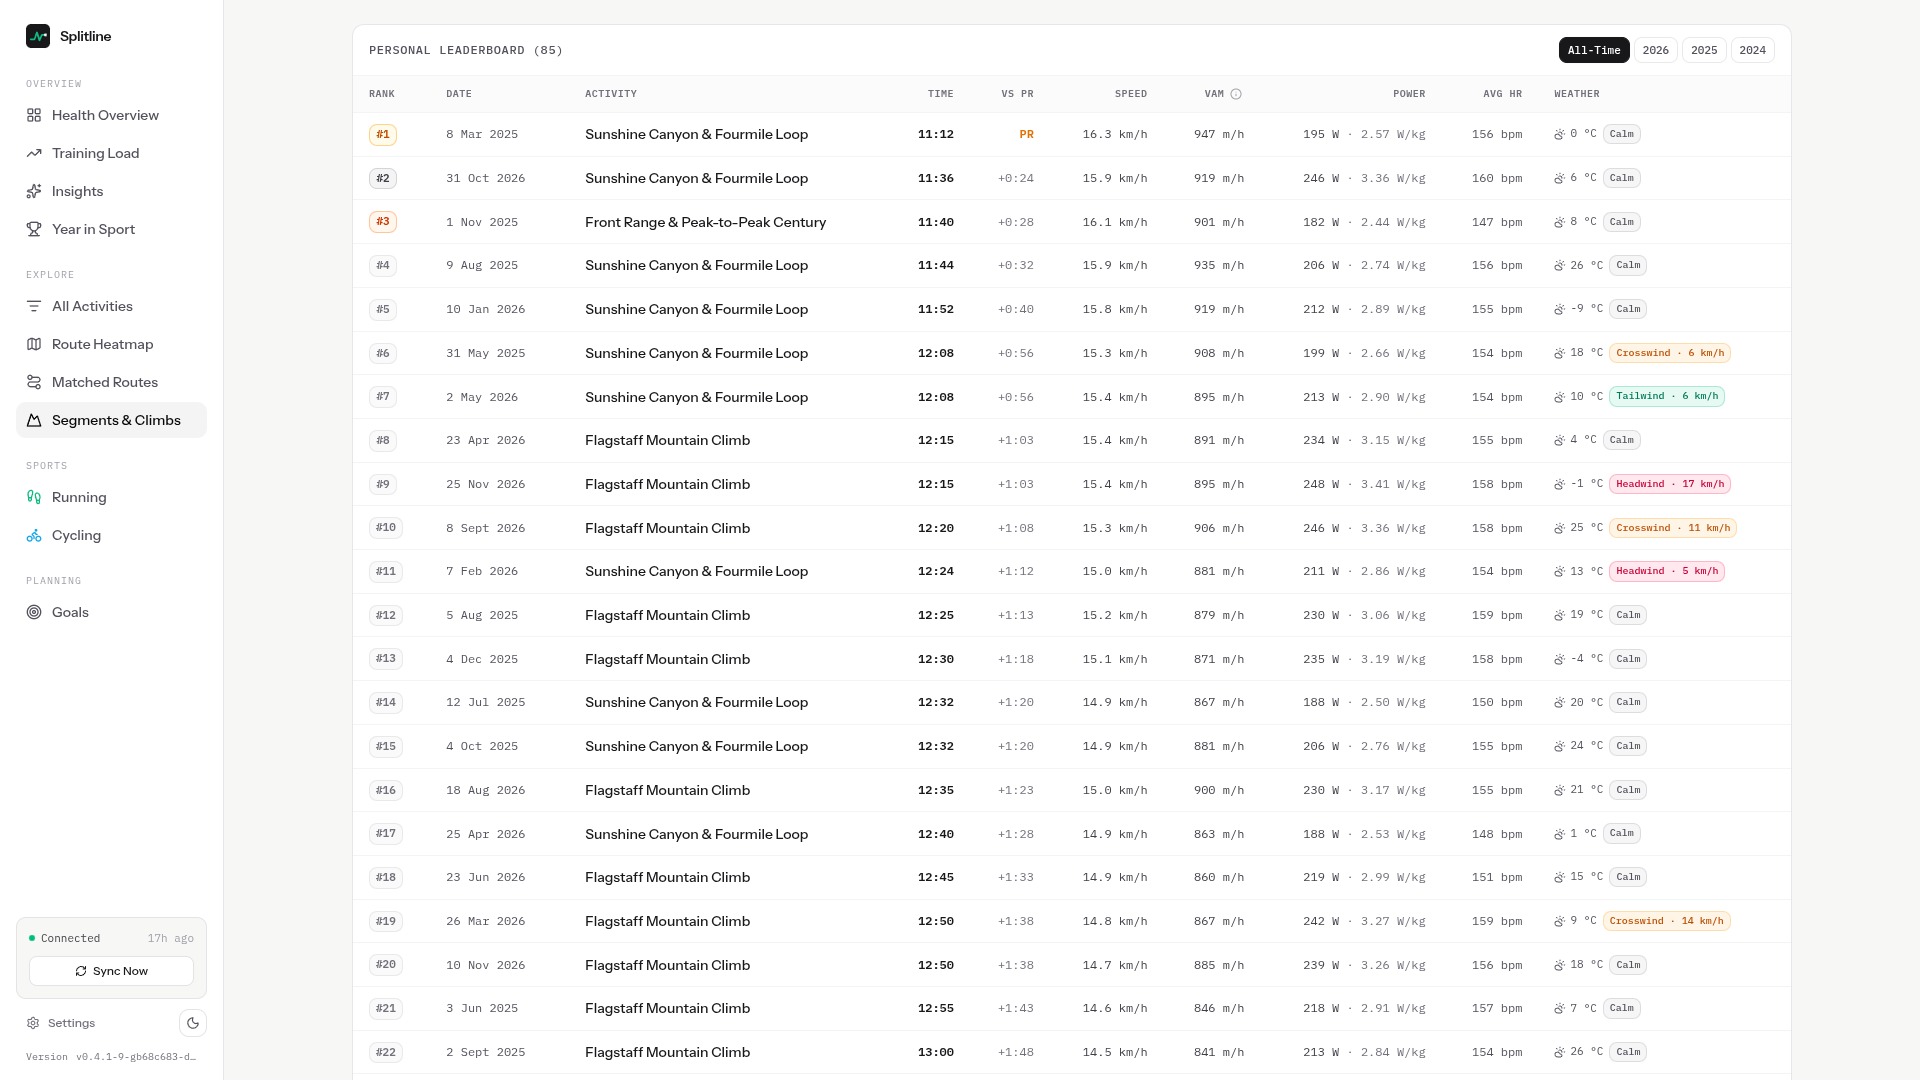 Splitline
OVERVIEW
Health Overview
Training Load
Insights
Year in Sport
EXPLORE
All Activities
Route Heatmap
Matched Routes
Segments & Climbs
SPORTS
Running
Cycling
PLANNING
Goals
Connected 17h ago
Sync Now
Settings
Version v0.4.1-9-gb68c683-d…
PERSONAL LEADERBOARD (85) All-Time 2026 2025 2024
RANK DATE ACTIVITY TIME VS PR SPEED VAM POWER AVG HR WEATHER
#1 8 Mar 2025 Sunshine Canyon & Fourmile Loop 11:12 PR 16.3 km/h 947 m/h 195 W · 2.57 W/kg 156 bpm 0 °C Calm
#2 31 Oct 2026 Sunshine Canyon & Fourmile Loop 11:36 +0:24 15.9 km/h 919 m/h 246 W · 3.36 W/kg 160 bpm 6 °C Calm
#3 1 Nov 2025 Front Range & Peak-to-Peak Century 11:40 +0:28 16.1 km/h 901 m/h 182 W · 2.44 W/kg 147 bpm 8 °C Calm
#4 9 Aug 2025 Sunshine Canyon & Fourmile Loop 11:44 +0:32 15.9 km/h 935 m/h 206 W · 2.74 W/kg 156 bpm 26 °C Calm
#5 10 Jan 2026 Sunshine Canyon & Fourmile Loop 11:52 +0:40 15.8 km/h 919 m/h 212 W · 2.89 W/kg 155 bpm -9 °C Calm
#6 31 May 2025 Sunshine Canyon & Fourmile Loop 12:08 +0:56 15.3 km/h 908 m/h 199 W · 2.66 W/kg 154 bpm 18 °C Crosswind · 6 km/h
#7 2 May 2026 Sunshine Canyon & Fourmile Loop 12:08 +0:56 15.4 km/h 895 m/h 213 W · 2.90 W/kg 154 bpm 10 °C Tailwind · 6 km/h
#8 23 Apr 2026 Flagstaff Mountain Climb 12:15 +1:03 15.4 km/h 891 m/h 234 W · 3.15 W/kg 155 bpm 4 °C Calm
#9 25 Nov 2026 Flagstaff Mountain Climb 12:15 +1:03 15.4 km/h 895 m/h 248 W · 3.41 W/kg 158 bpm -1 °C Headwind · 17 km/h
#10 8 Sept 2026 Flagstaff Mountain Climb 12:20 +1:08 15.3 km/h 906 m/h 246 W · 3.36 W/kg 158 bpm 25 °C Crosswind · 11 km/h
#11 7 Feb 2026 Sunshine Canyon & Fourmile Loop 12:24 +1:12 15.0 km/h 881 m/h 211 W · 2.86 W/kg 154 bpm 13 °C Headwind · 5 km/h
#12 5 Aug 2026 Flagstaff Mountain Climb 12:25 +1:13 15.2 km/h 879 m/h 230 W · 3.06 W/kg 159 bpm 19 °C Calm
#13 4 Dec 2025 Flagstaff Mountain Climb 12:30 +1:18 15.1 km/h 871 m/h 235 W · 3.19 W/kg 158 bpm -4 °C Calm
#14 12 Jul 2025 Sunshine Canyon & Fourmile Loop 12:32 +1:20 14.9 km/h 867 m/h 188 W · 2.50 W/kg 150 bpm 20 °C Calm
#15 4 Oct 2025 Sunshine Canyon & Fourmile Loop 12:32 +1:20 14.9 km/h 881 m/h 206 W · 2.76 W/kg 155 bpm 24 °C Calm
#16 18 Aug 2026 Flagstaff Mountain Climb 12:35 +1:23 15.0 km/h 900 m/h 230 W · 3.17 W/kg 155 bpm 21 °C Calm
#17 25 Apr 2026 Sunshine Canyon & Fourmile Loop 12:40 +1:28 14.9 km/h 863 m/h 188 W · 2.53 W/kg 148 bpm 1 °C Calm
#18 23 Jun 2026 Flagstaff Mountain Climb 12:45 +1:33 14.9 km/h 860 m/h 219 W · 2.99 W/kg 151 bpm 15 °C Calm
#19 26 Mar 2026 Flagstaff Mountain Climb 12:50 +1:38 14.8 km/h 867 m/h 242 W · 3.27 W/kg 159 bpm 9 °C Crosswind · 14 km/h
#20 10 Nov 2026 Flagstaff Mountain Climb 12:50 +1:38 14.7 km/h 885 m/h 239 W · 3.26 W/kg 156 bpm 18 °C Calm
#21 3 Jun 2025 Flagstaff Mountain Climb 12:55 +1:43 14.6 km/h 846 m/h 218 W · 2.91 W/kg 157 bpm 7 °C Calm
#22 2 Sept 2025 Flagstaff Mountain Climb 13:00 +1:48 14.5 km/h 841 m/h 213 W · 2.84 W/kg 154 bpm 26 °C Calm